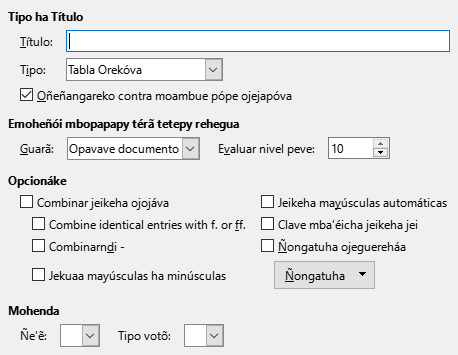 Tipo ha Título
Título:
Tipo: Tabla Orekóva
Oñeñangareko contra moambue pópe ojejapóva
Emoheñói mbopapapy térã tetepy rehegua
Guarã: Opavave documento Evaluar nivel peve: 10
Opcionáke
Combinar jeikeha ojojáva Jeikeha mayúsculas automáticas
Combine identical entries with f. or ff. Clave mba'éicha jeikeha jei
Combinarndi - Ñongatuha ojeguereháa
Jekuaa mayúsculas ha minúsculas Ñongatuha
Mohenda
Ñe'ẽ: Tipo votõ: